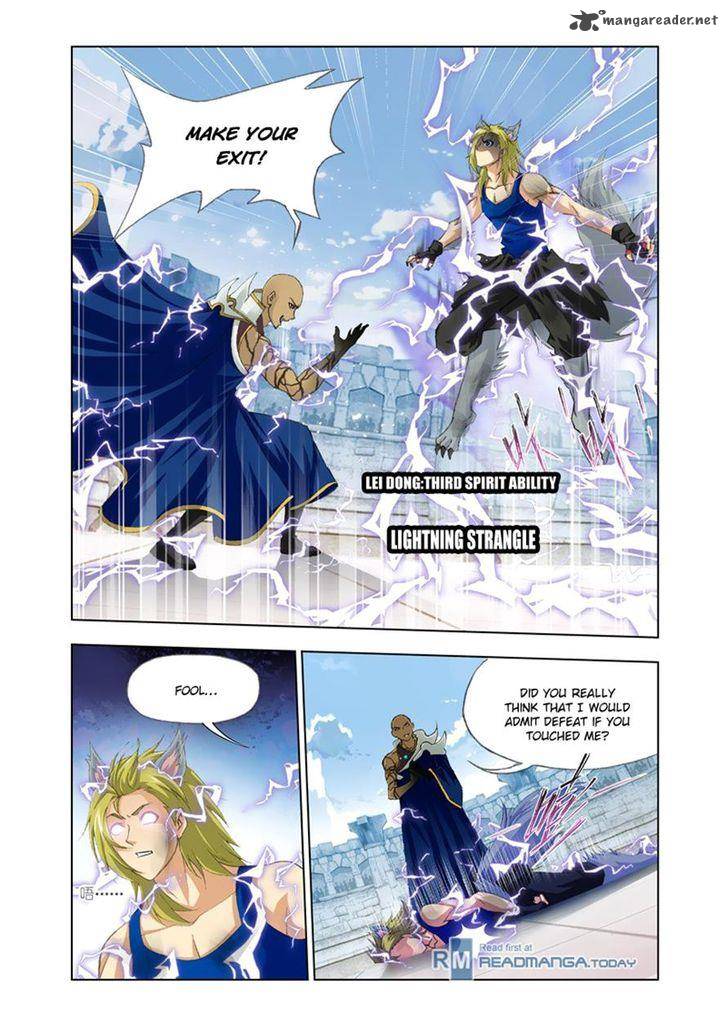 mangareader.net
MAKE YOUR
EXIT!
LEI DONG:THIRD SPIRIT ABILITY
LIGHTNING STRANGLE
FOOL...
唔……
DID YOU REALLY
THINK THAT I WOULD
ADMIT DEFEAT IF YOU
TOUCHED ME?
RM
Read first at
READMANGA.TODAY